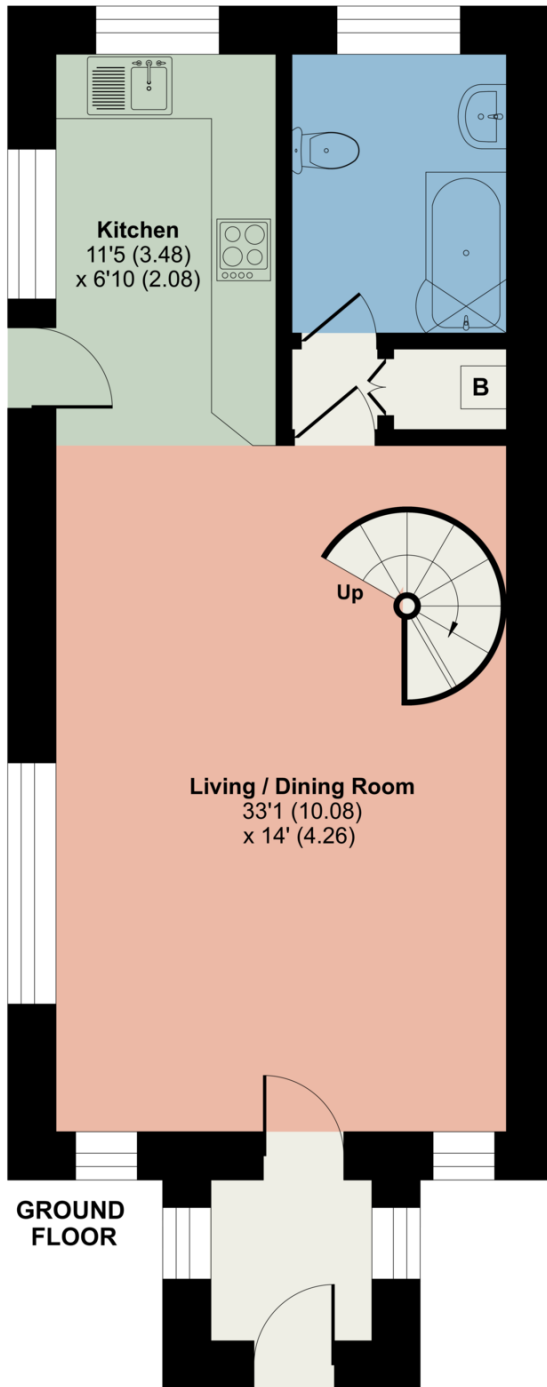 Kitchen
11'5 (3.48)
x 6'10 (2.08)
B
Up
Living / Dining Room
33'1 (10.08)
x 14' (4.26)
GROUND
FLOOR